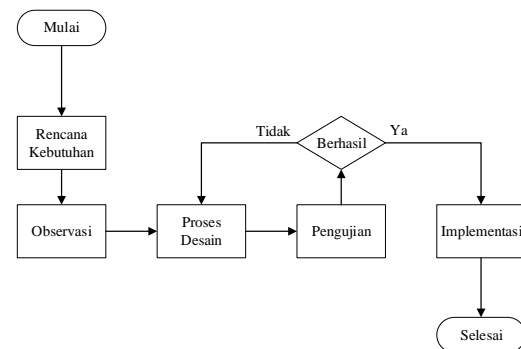 Mulai
Rencana
Kebutuhan
Observasi
Proses
Desain
Pengujian
Berhasil
Tidak
Ya
Implementasi
Selesai